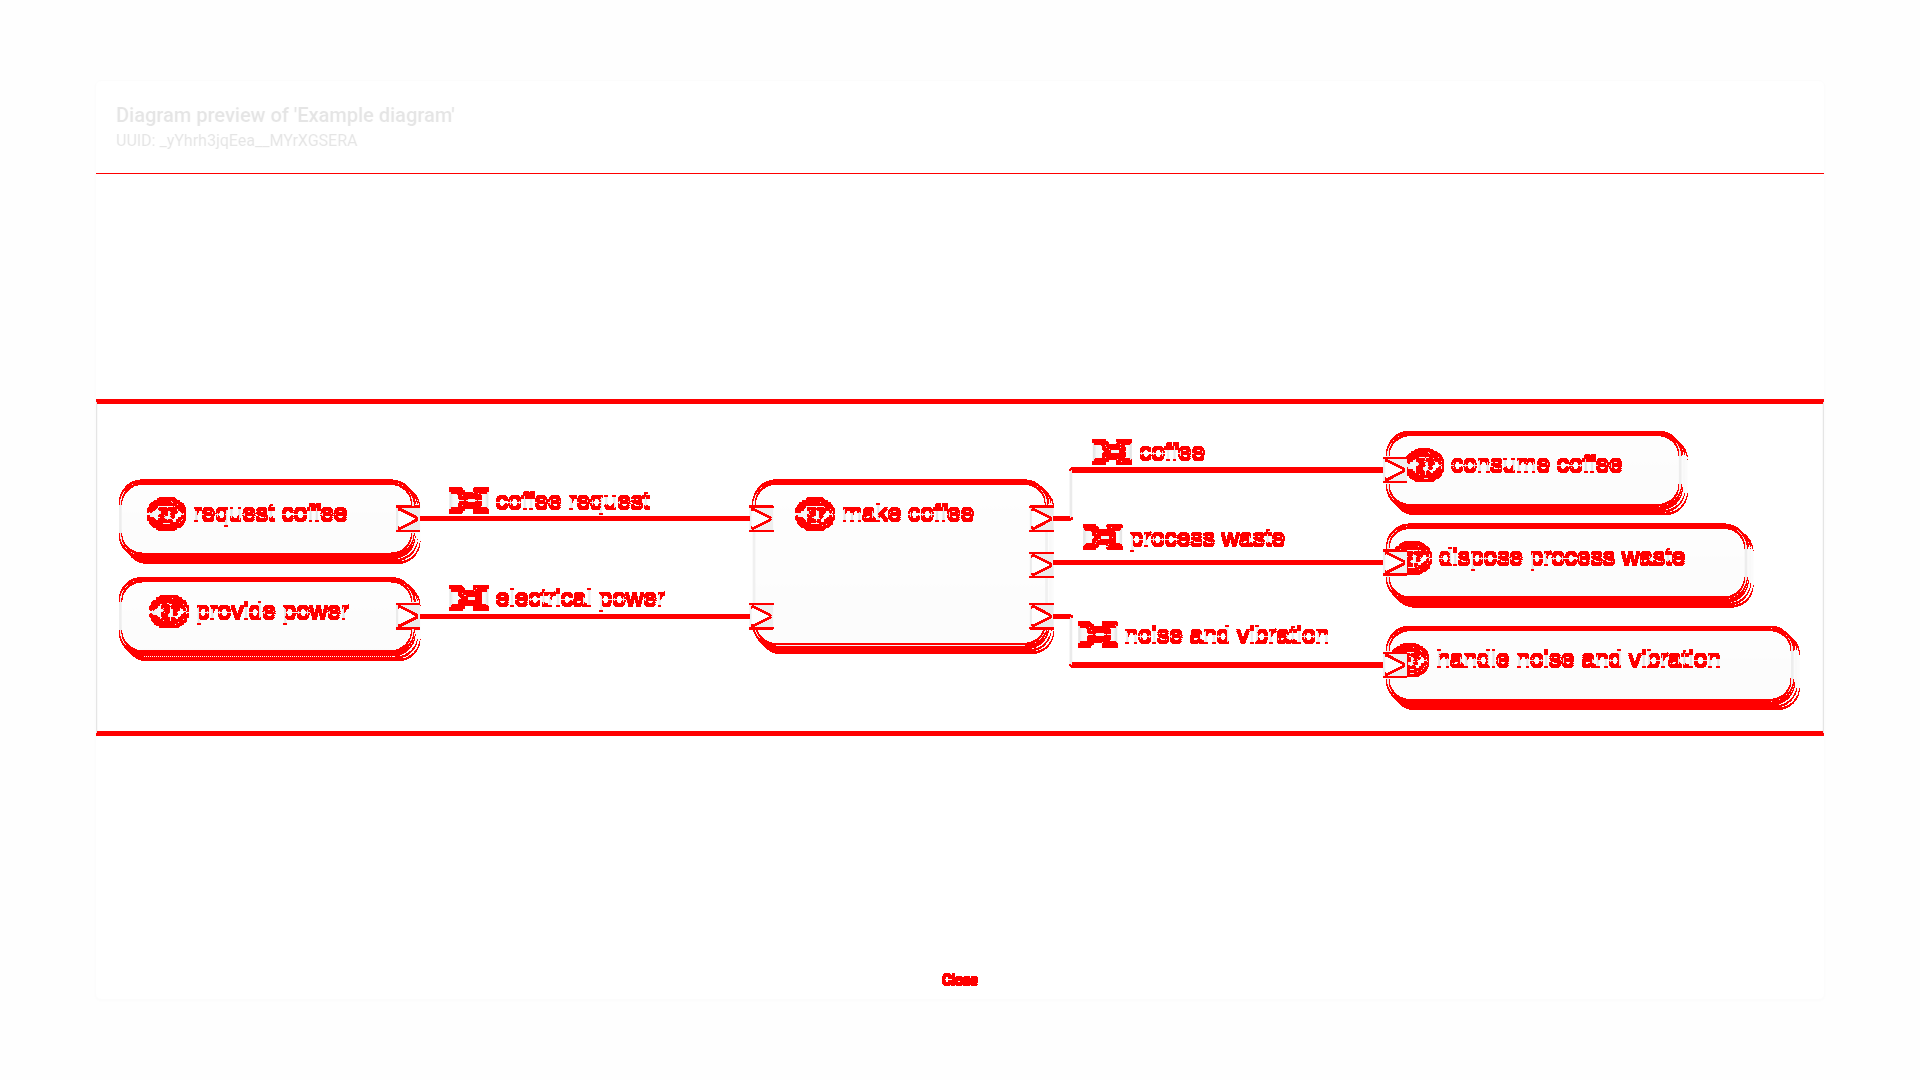 Diagram preview of 'Example diagram'
UUID: _yYhrh3jqEea__MYrXGSERA
request coffee
coffee request
make coffee
coffee
consume coffee
process waste
dispose process waste
provide power
electrical power
noise and vibration
handle noise and vibration
Close